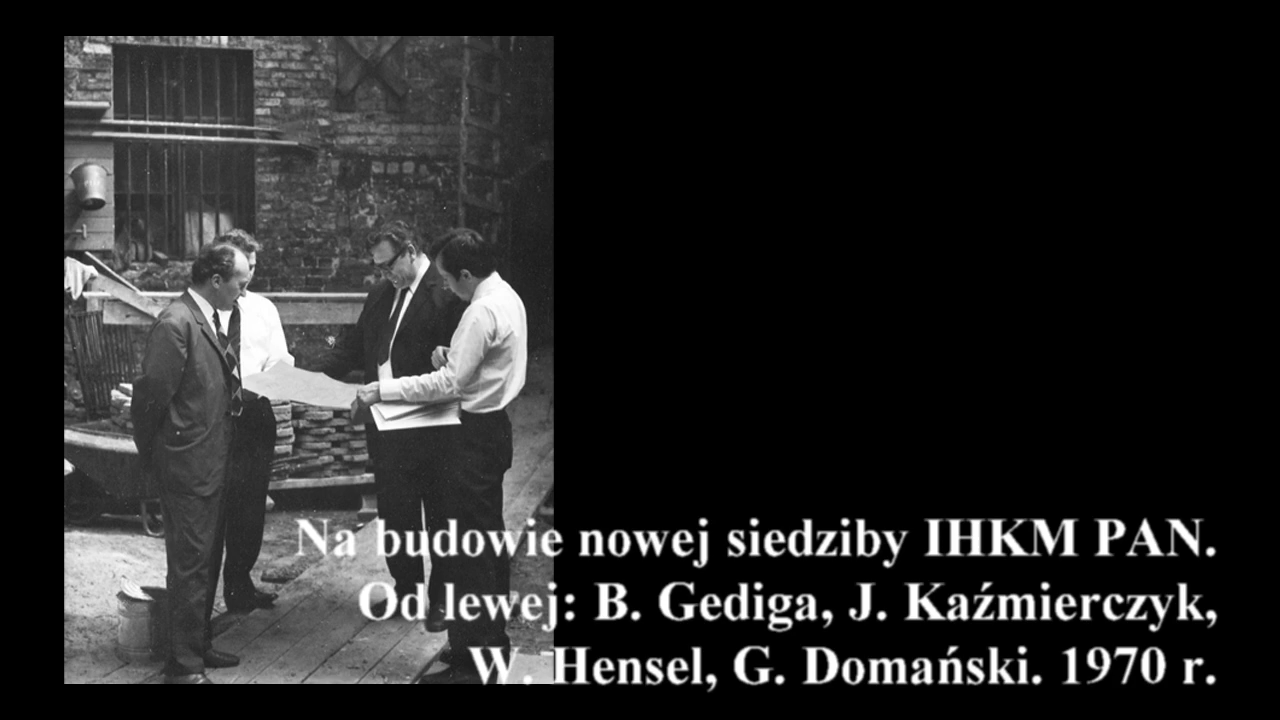 Na budowie nowej siedziby IHKM PAN.
Od lewej: B. Gediga, J. Kaźmierczyk,
W. Hensel, G. Domański. 1970 r.